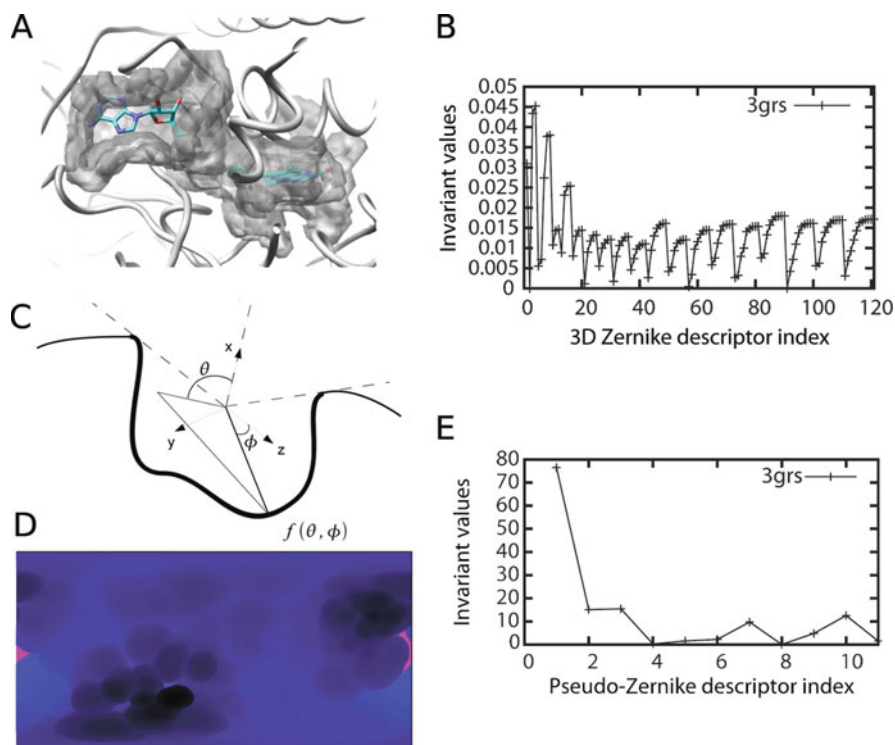 A
B
0.05
0.045
0.04
0.035
0.03
0.025
0.02
0.015
0.01
0.005
0
Invariant values
3grs
0 20 40 60 80 100 120
3D Zernike descriptor index
C
x
θ
y
z
ϕ
f(θ,ϕ)
D
E
80
70
60
50
40
30
20
10
0
Invariant values
3grs
0 2 4 6 8 10
Pseudo-Zernike descriptor index